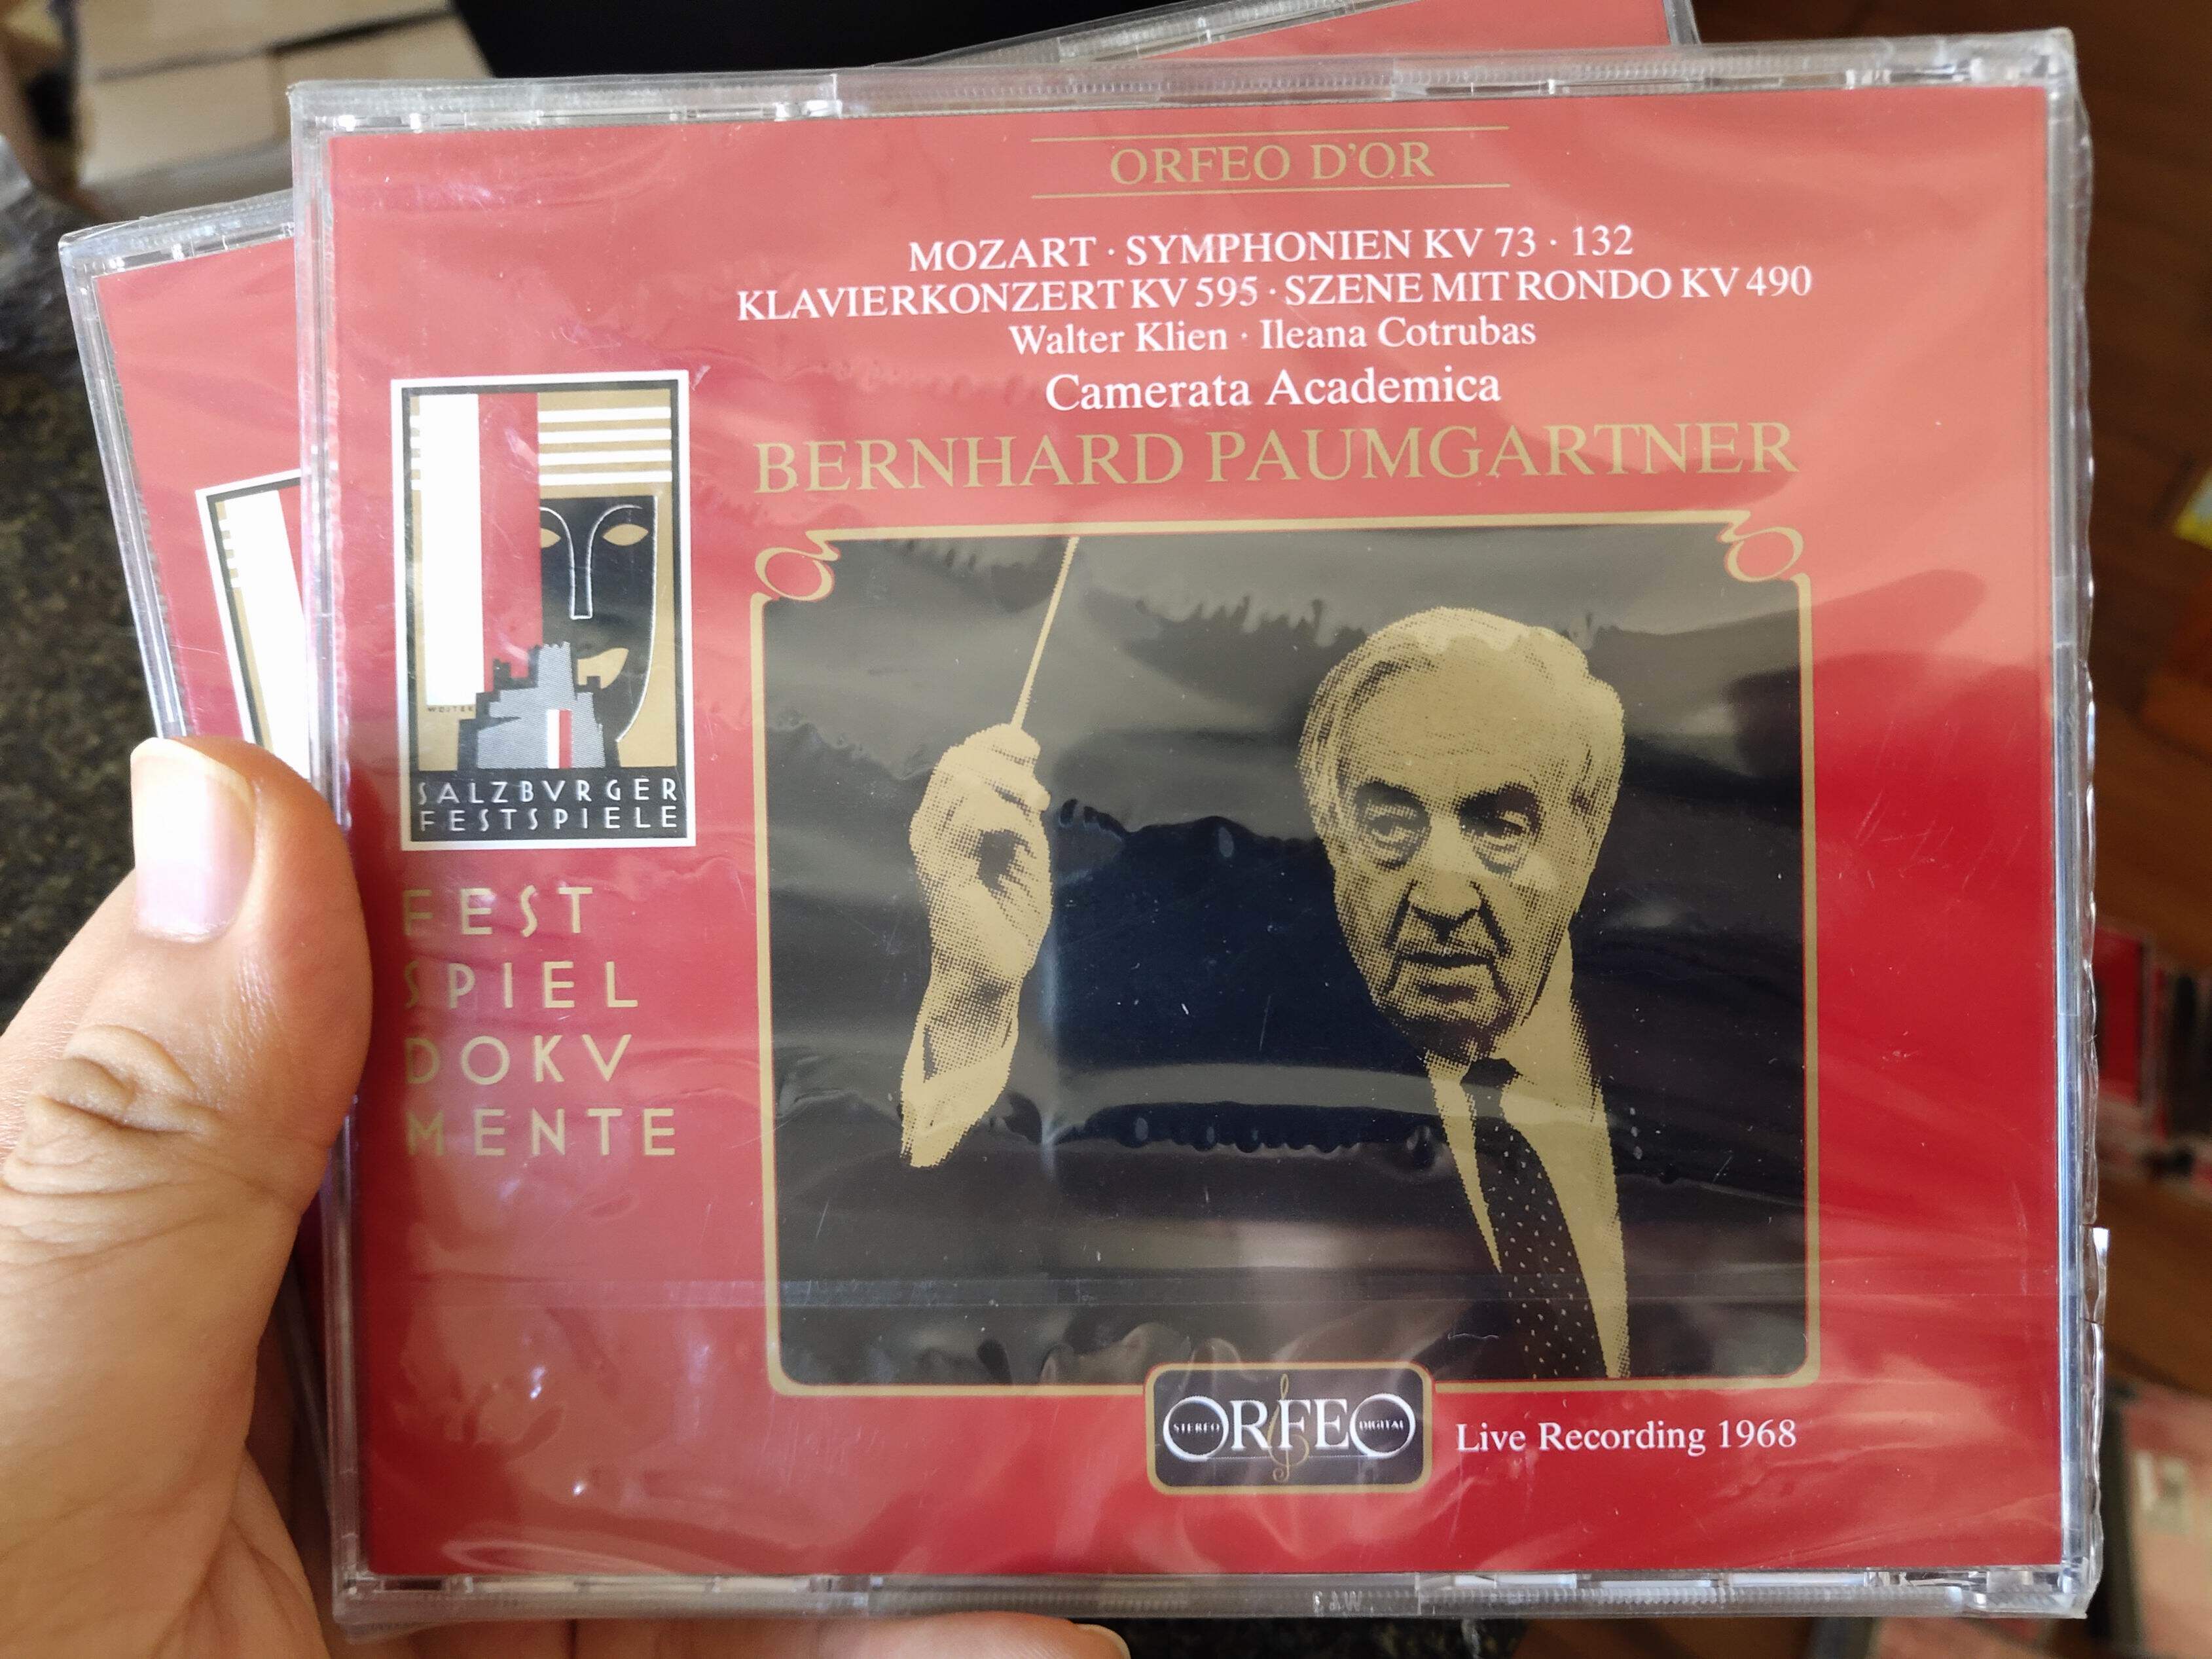 ORFEO D'OR
MOZART · SYMPHONIEN KV 73 · 132
KLAVIERKONZERT KV 595 · SZENE MIT RONDO KV 490
Walter Klien · Ileana Cotrubas
Camerata Academica
BERNHARD PAUMGARTNER
WOJTEK
SALZBVRGER
FESTSPIELE
FEST
SPIEL
DOKV
MENTE
STEREO ORFEO DIGITAL
Live Recording 1968